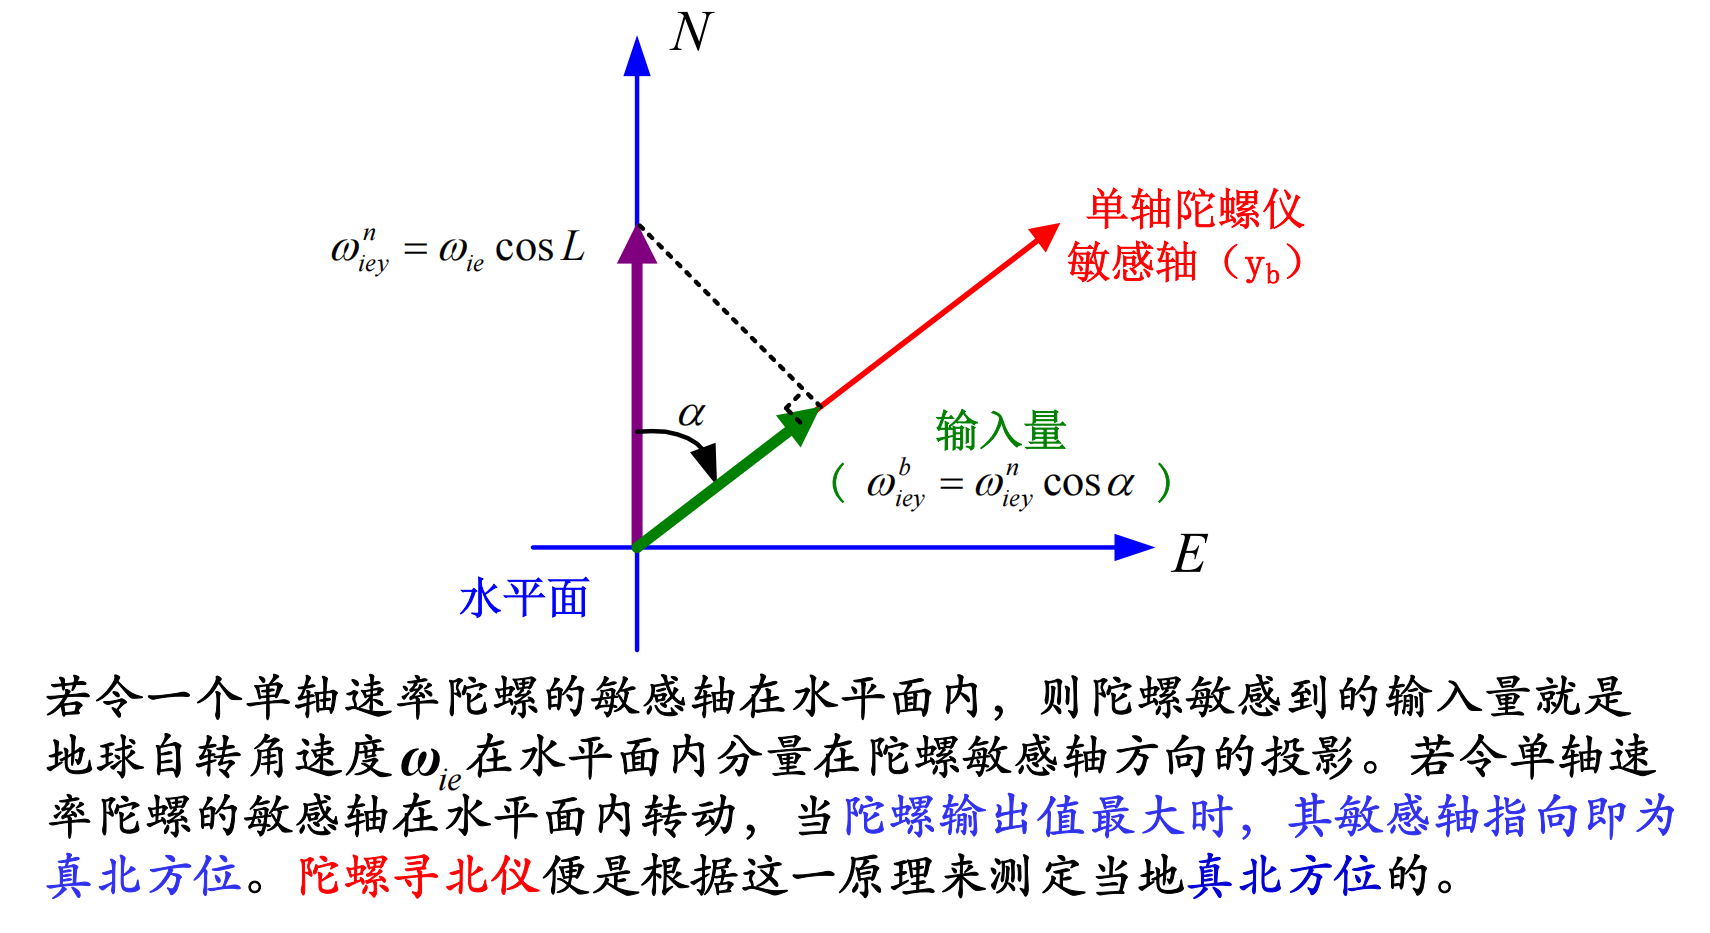 N
单轴陀螺仪
敏感轴（y_b）
ω^n_{iey} = ω_{ie} cos L
α
输入量
（ ω^b_{iey} = ω^n_{iey} cos α ）
E
水平面
若令一个单轴速率陀螺的敏感轴在水平面内，则陀螺敏感到的输入量就是
地球自转角速度ω_{ie}在水平面内分量在陀螺敏感轴方向的投影。若令单轴速
率陀螺的敏感轴在水平面内转动，当陀螺输出值最大时，其敏感轴指向即为
真北方位。陀螺寻北仪便是根据这一原理来测定当地真北方位的。